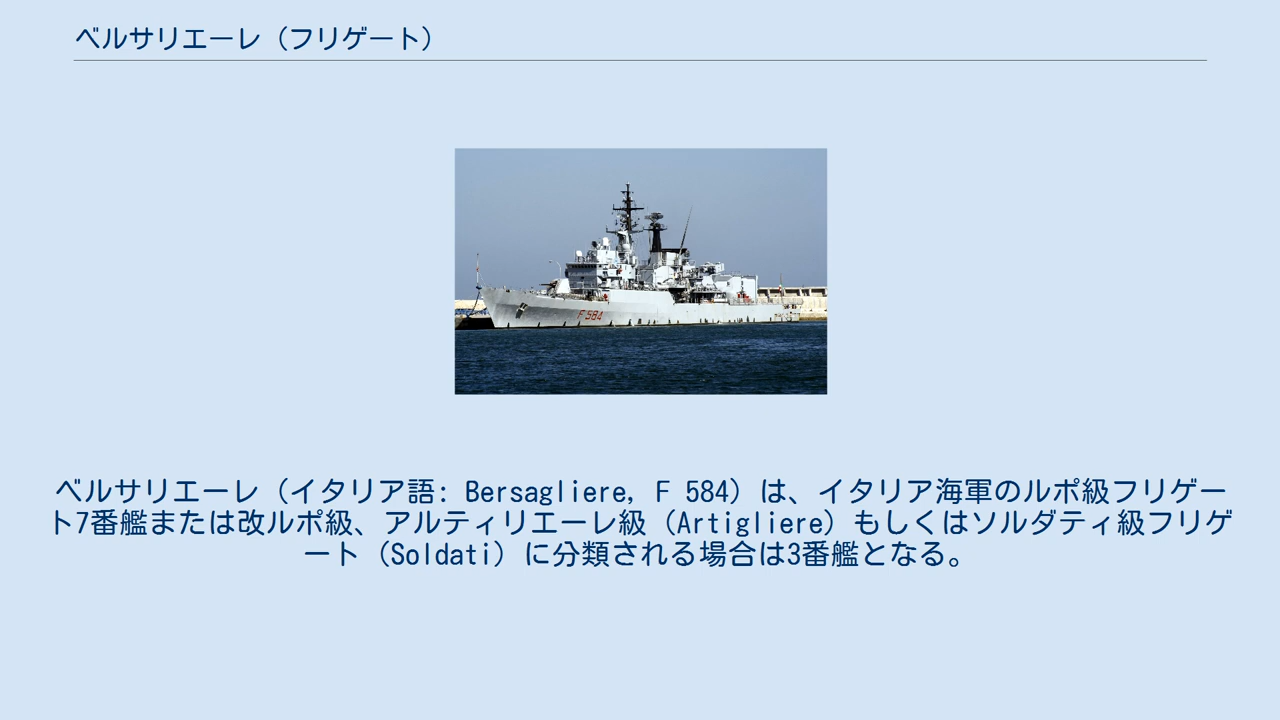 ベルサリエーレ（フリゲート）
F 584
ベルサリエーレ（イタリア語: Bersagliere, F 584）は、イタリア海軍のルポ級フリゲー
ト7番艦または改ルポ級、アルティリエーレ級（Artigliere）もしくはソルダティ級フリゲ
ート（Soldati）に分類される場合は3番艦となる。